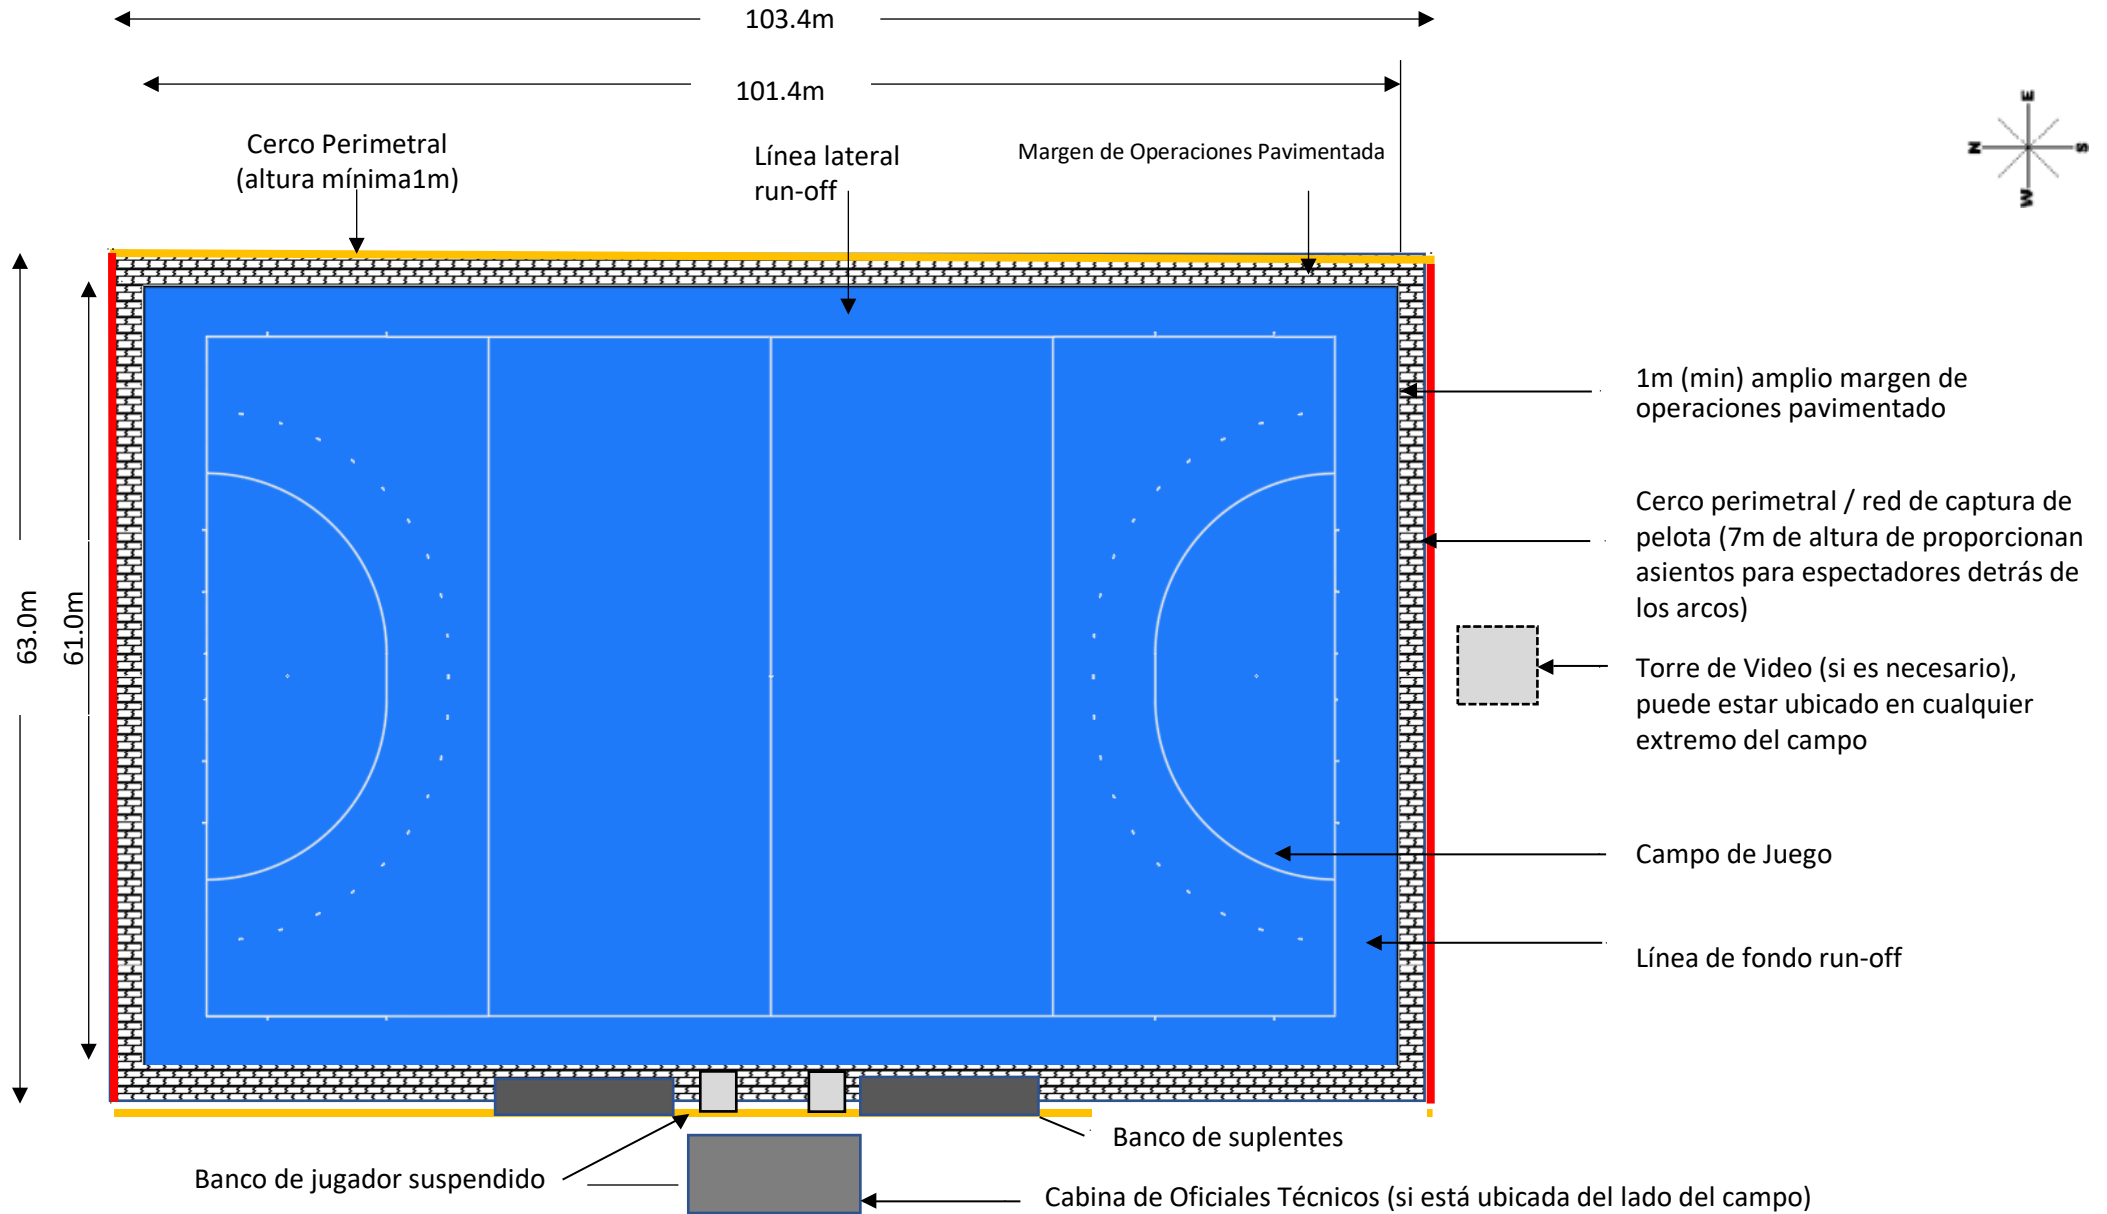 103.4m
101.4m
Cerco Perimetral
(altura mínima1m)
Línea lateral
run-off
Margen de Operaciones Pavimentada
E
N
S
W
63.0m
61.0m
1m (min) amplio margen de
operaciones pavimentado
Cerco perimetral / red de captura de
pelota (7m de altura de proporcionan
asientos para espectadores detrás de
los arcos)
Torre de Video (si es necesario),
puede estar ubicado en cualquier
extremo del campo
Campo de Juego
Línea de fondo run-off
Banco de suplentes
Banco de jugador suspendido
Cabina de Oficiales Técnicos (si está ubicada del lado del campo)